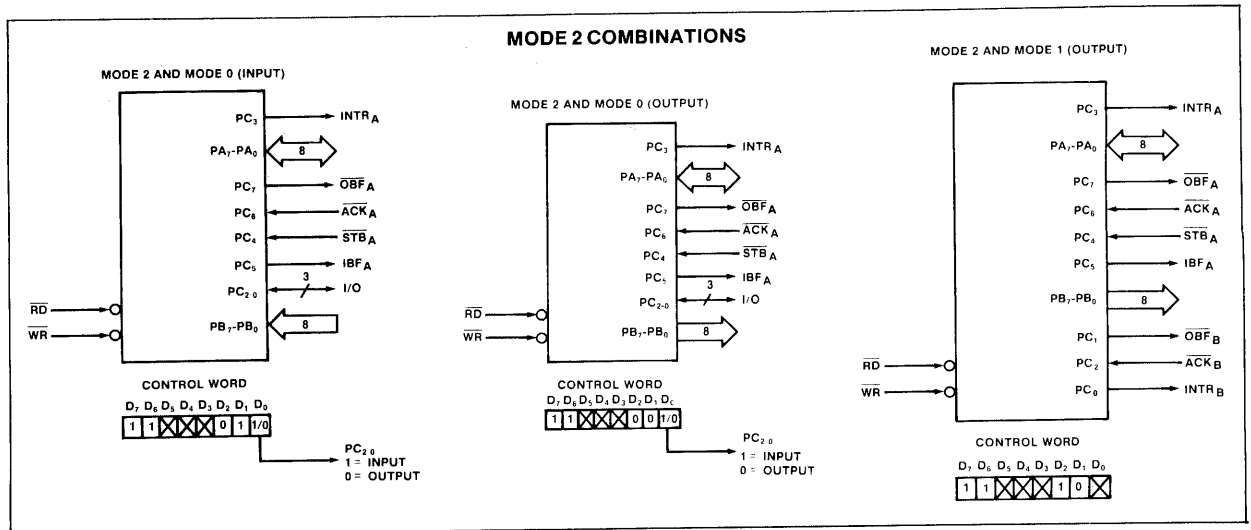 MODE 2 COMBINATIONS
MODE 2 AND MODE 0 (INPUT)
PC3 INTRA
PA7-PA0 8
PC7 OBFA
PC6 ACKA
PC4 STBA
PC5 IBFA
3
PC2-0 I/O
RD
PB7-PB0 8
WR
CONTROL WORD
D7 D6 D5 D4 D3 D2 D1 D0
1 1 X X X 0 1 1/0
PC2-0
1 = INPUT
0 = OUTPUT
MODE 2 AND MODE 0 (OUTPUT)
PC3 INTRA
PA7-PA0 8
PC7 OBFA
PC6 ACKA
PC4 STBA
PC5 IBFA
3
PC2-0 I/O
RD
PB7-PB0 8
WR
CONTROL WORD
D7 D6 D5 D4 D3 D2 D1 DC
1 1 X X X 0 0 1/0
PC2-0
1 = INPUT
0 = OUTPUT
MODE 2 AND MODE 1 (OUTPUT)
PC3 INTRA
PA7-PA0 8
PC7 OBFA
PC6 ACKA
PC4 STBA
PC5 IBFA
PB7-PB0 8
PC1 OBFB
RD
PC2 ACKB
WR
PC0 INTRB
CONTROL WORD
D7 D6 D5 D4 D3 D2 D1 D0
1 1 X X X 1 0 X